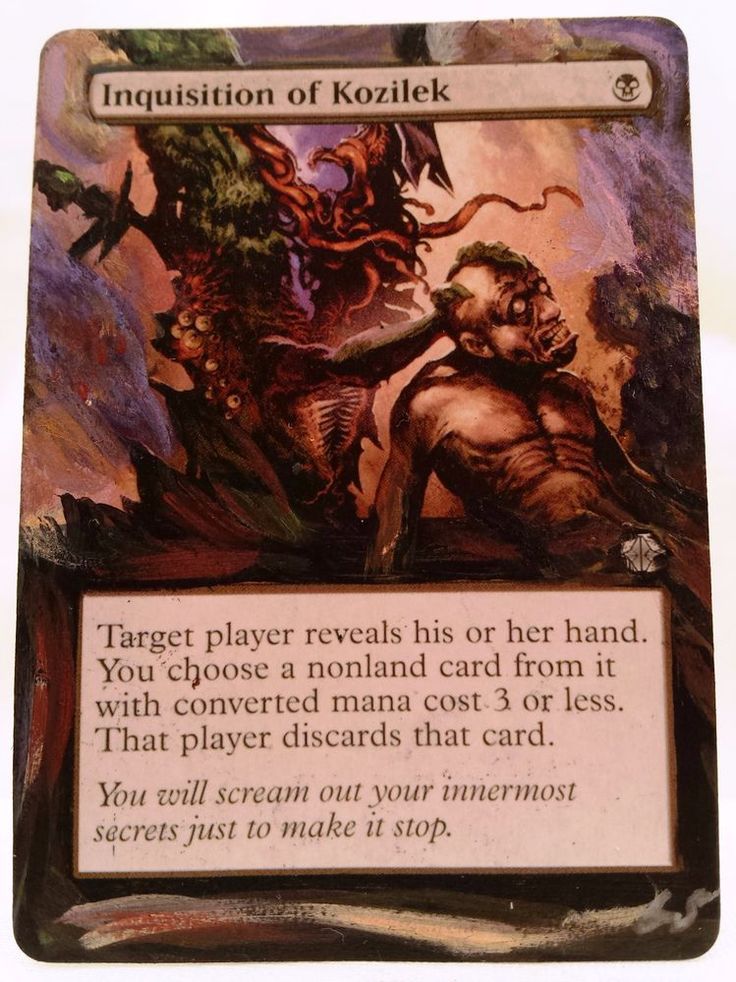 Inquisition of Kozilek
Target player reveals his or her hand.
You choose a nonland card from it
with converted mana cost 3 or less.
That player discards that card.
You will scream out your innermost
secrets just to make it stop.